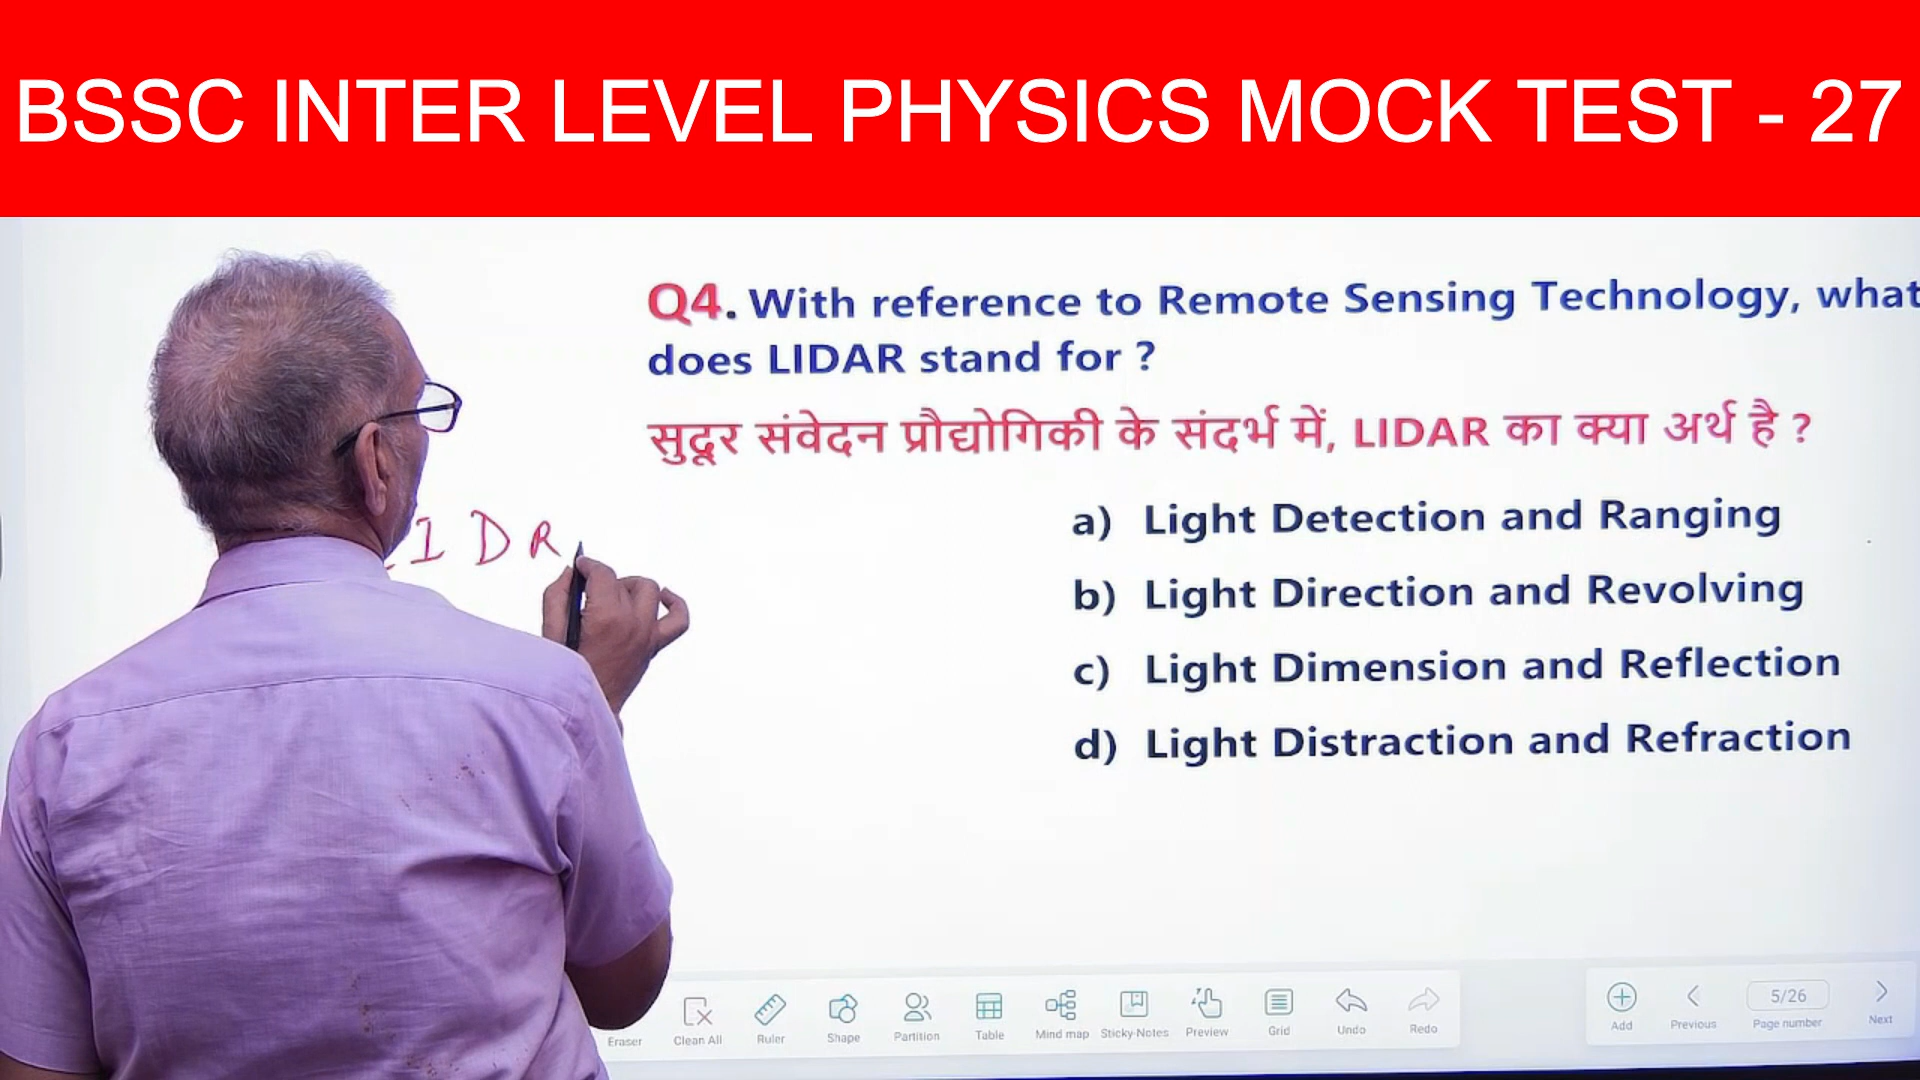 BSSC INTER LEVEL PHYSICS MOCK TEST - 27
Q4. With reference to Remote Sensing Technology, what
does LIDAR stand for ?
सुदूर संवेदन प्रौद्योगिकी के संदर्भ में, LIDAR का क्या अर्थ है ?
I D R
a) Light Detection and Ranging
b) Light Direction and Revolving
c) Light Dimension and Reflection
d) Light Distraction and Refraction
Eraser Clean All Ruler Shape Partition Table Mind map Sticky Notes Preview Grid Undo Redo
5/26
Add Previous Page number Next